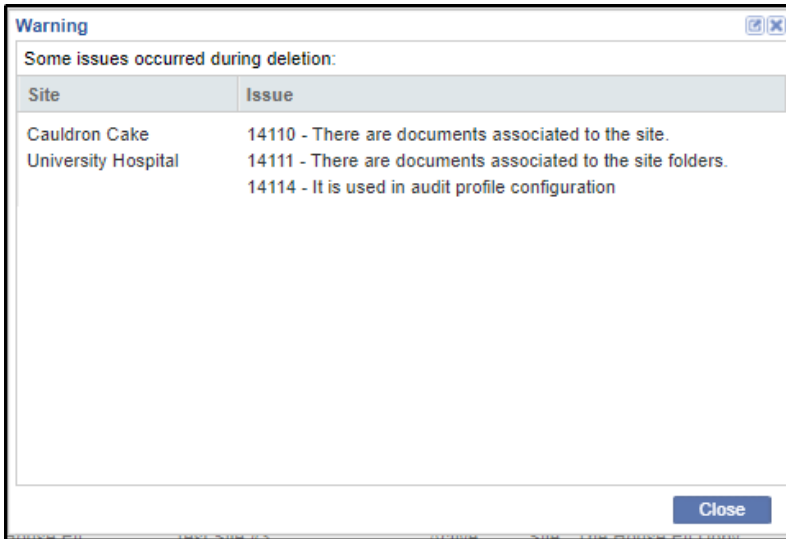 Warning
Some issues occurred during deletion:
Site Issue
Cauldron Cake 14110 - There are documents associated to the site.
University Hospital 14111 - There are documents associated to the site folders.
14114 - It is used in audit profile configuration
Close